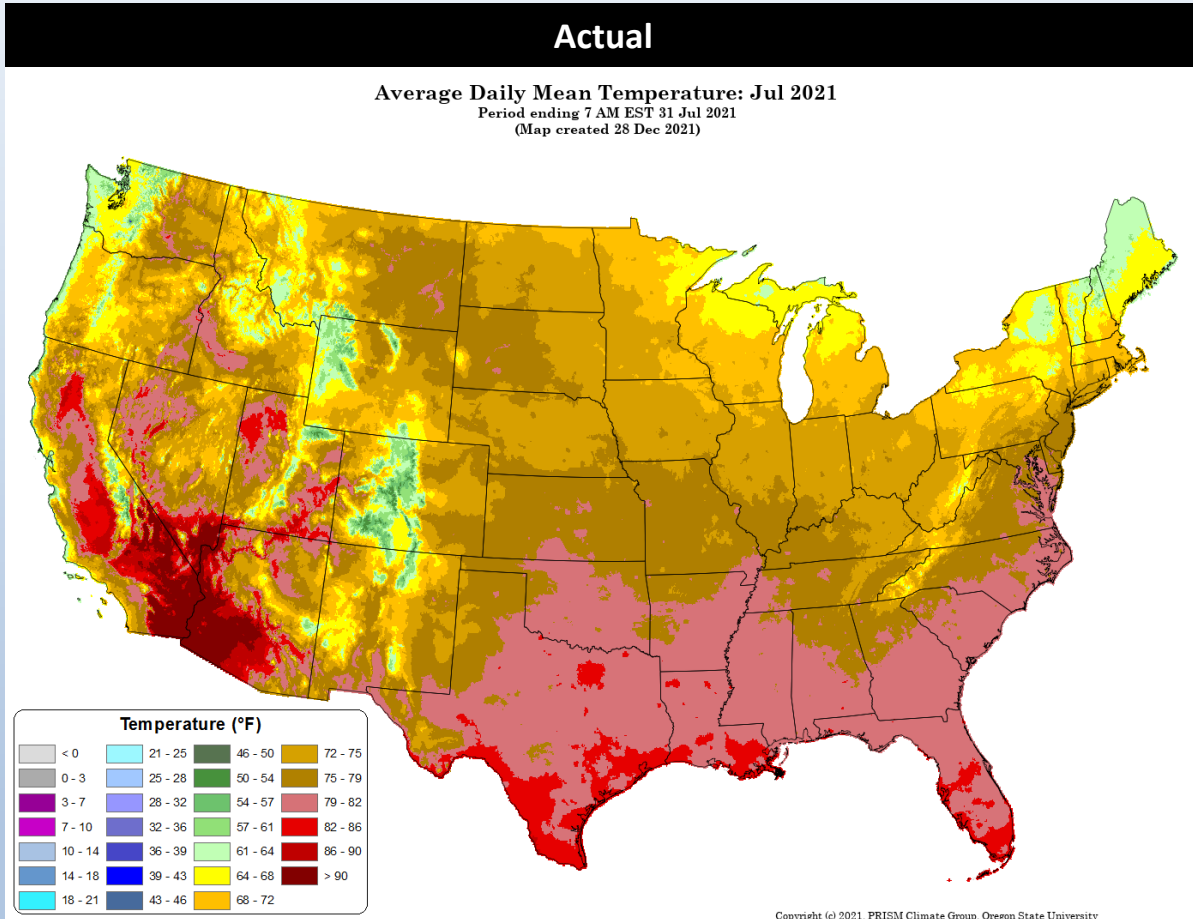 Actual
Average Daily Mean Temperature: Jul 2021
Period ending 7 AM EST 31 Jul 2021
(Map created 28 Dec 2021)
Temperature (°F)
< 0
0 - 3
3 - 7
7 - 10
10 - 14
14 - 18
18 - 21
21 - 25
25 - 28
28 - 32
32 - 36
36 - 39
39 - 43
43 - 46
46 - 50
50 - 54
54 - 57
57 - 61
61 - 64
64 - 68
68 - 72
72 - 75
75 - 79
79 - 82
82 - 86
86 - 90
> 90
Copyright (c) 2021, PRISM Climate Group, Oregon State University